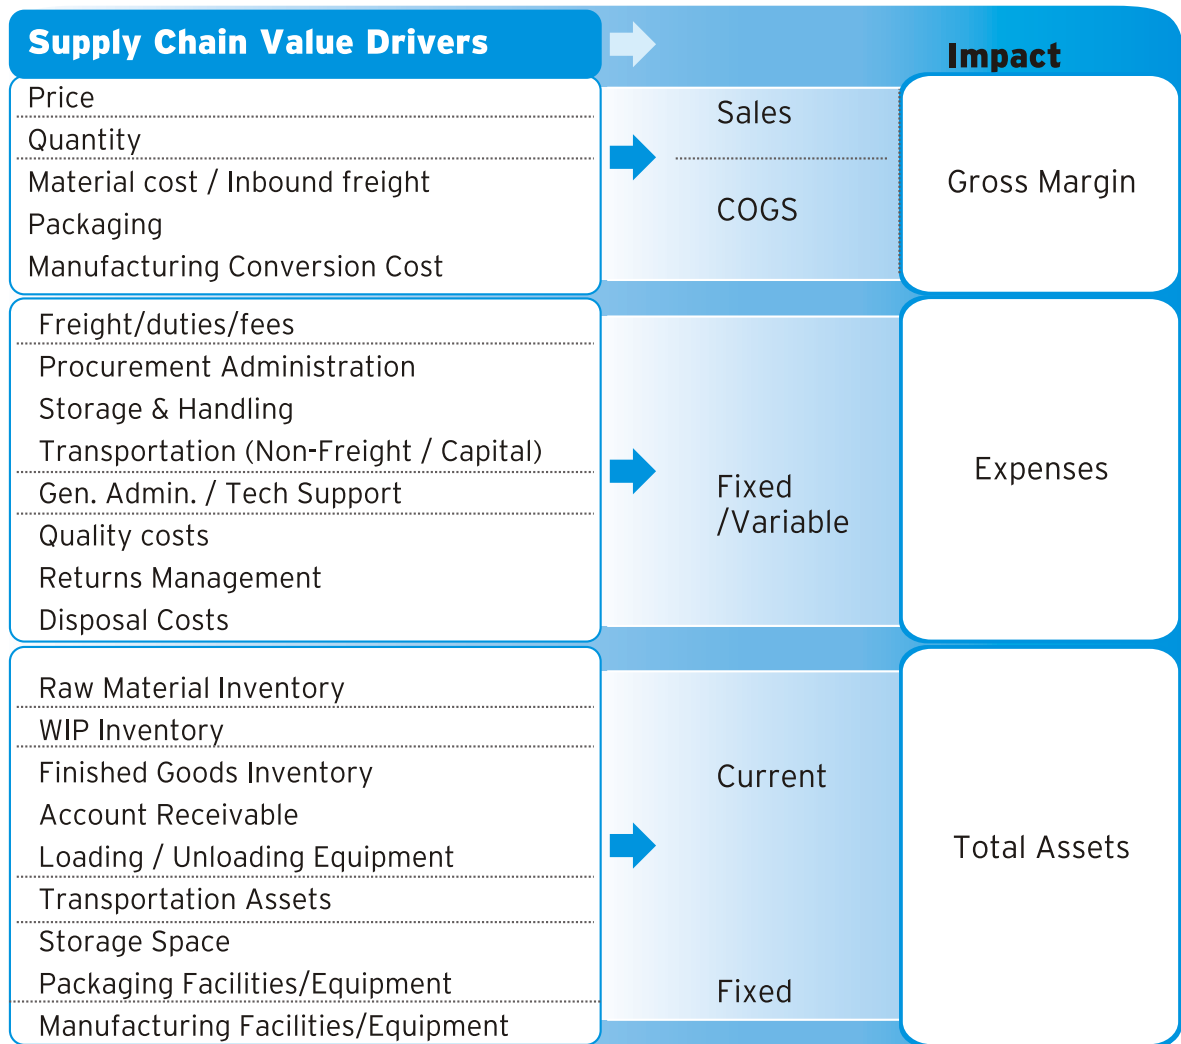 Supply Chain Value Drivers
Impact
Price
Quantity
Material cost / Inbound freight
Packaging
Manufacturing Conversion Cost
Sales
COGS
Gross Margin
Freight/duties/fees
Procurement Administration
Storage & Handling
Transportation (Non-Freight / Capital)
Gen. Admin. / Tech Support
Quality costs
Returns Management
Disposal Costs
Fixed
/Variable
Expenses
Raw Material Inventory
WIP Inventory
Finished Goods Inventory
Account Receivable
Loading / Unloading Equipment
Transportation Assets
Storage Space
Packaging Facilities/Equipment
Manufacturing Facilities/Equipment
Current
Fixed
Total Assets